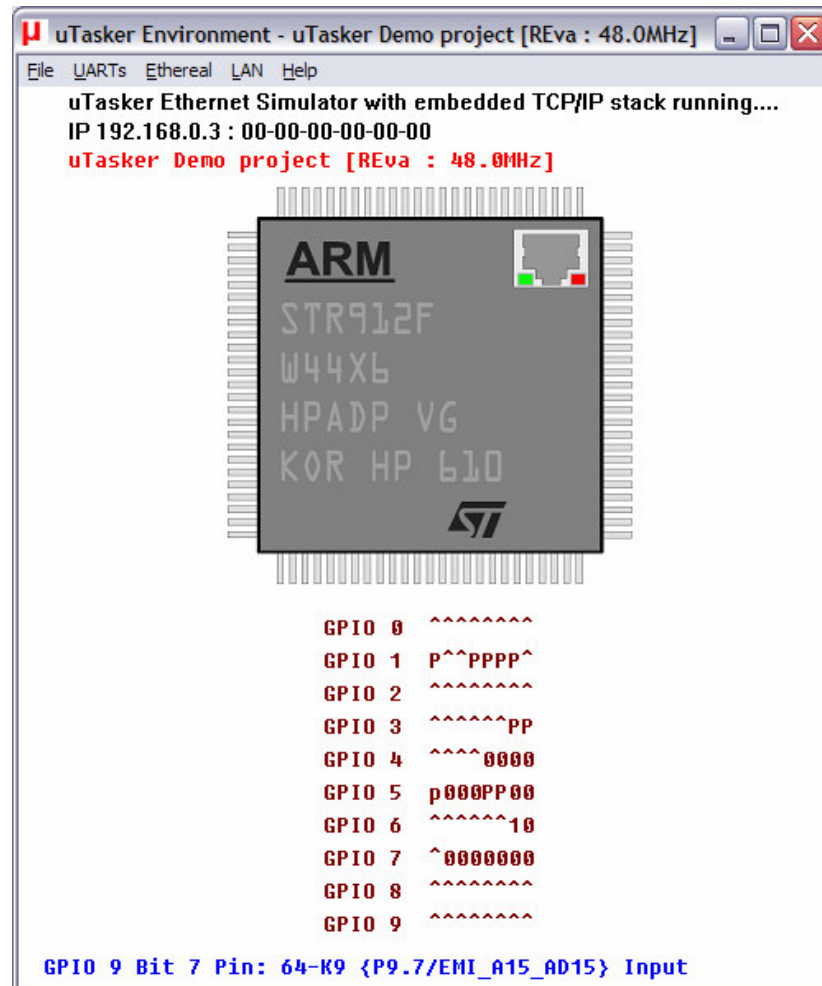 µ uTasker Environment - uTasker Demo project [REva : 48.0MHz]
File UARTs Ethereal LAN Help
uTasker Ethernet Simulator with embedded TCP/IP stack running....
IP 192.168.0.3 : 00-00-00-00-00-00
uTasker Demo project [REva : 48.0MHz]
ARM
STR912F
W44X6
HPADP VG
KOR HP 610
ST
GPIO 0 ^^^^^^^^
GPIO 1 P^^PPPP^
GPIO 2 ^^^^^^^^
GPIO 3 ^^^^^^PP
GPIO 4 ^^^^0000
GPIO 5 p000PP00
GPIO 6 ^^^^^^10
GPIO 7 ^0000000
GPIO 8 ^^^^^^^^
GPIO 9 ^^^^^^^^
GPIO 9 Bit 7 Pin: 64-K9 {P9.7/EMI_A15_AD15} Input